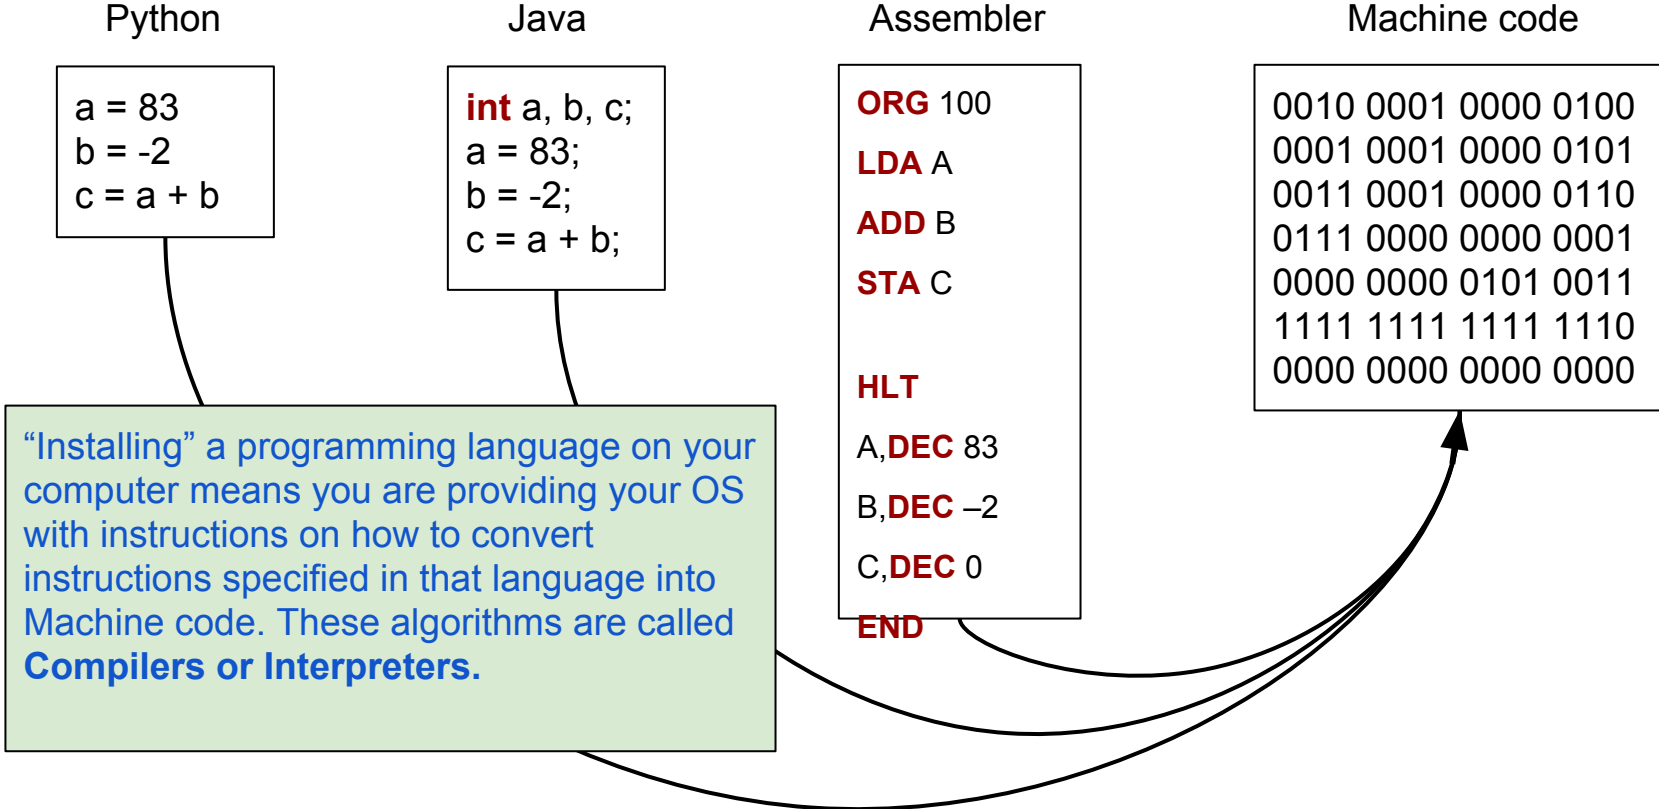 Python
a = 83
b = -2
c = a + b
Java
int a, b, c;
a = 83;
b = -2;
c = a + b;
Assembler
ORG 100
LDA A
ADD B
STA C
HLT
A,DEC 83
B,DEC –2
C,DEC 0
END
Machine code
0010 0001 0000 0100
0001 0001 0000 0101
0011 0001 0000 0110
0111 0000 0000 0001
0000 0000 0101 0011
1111 1111 1111 1110
0000 0000 0000 0000
“Installing” a programming language on your
computer means you are providing your OS
with instructions on how to convert
instructions specified in that language into
Machine code. These algorithms are called
Compilers or Interpreters.